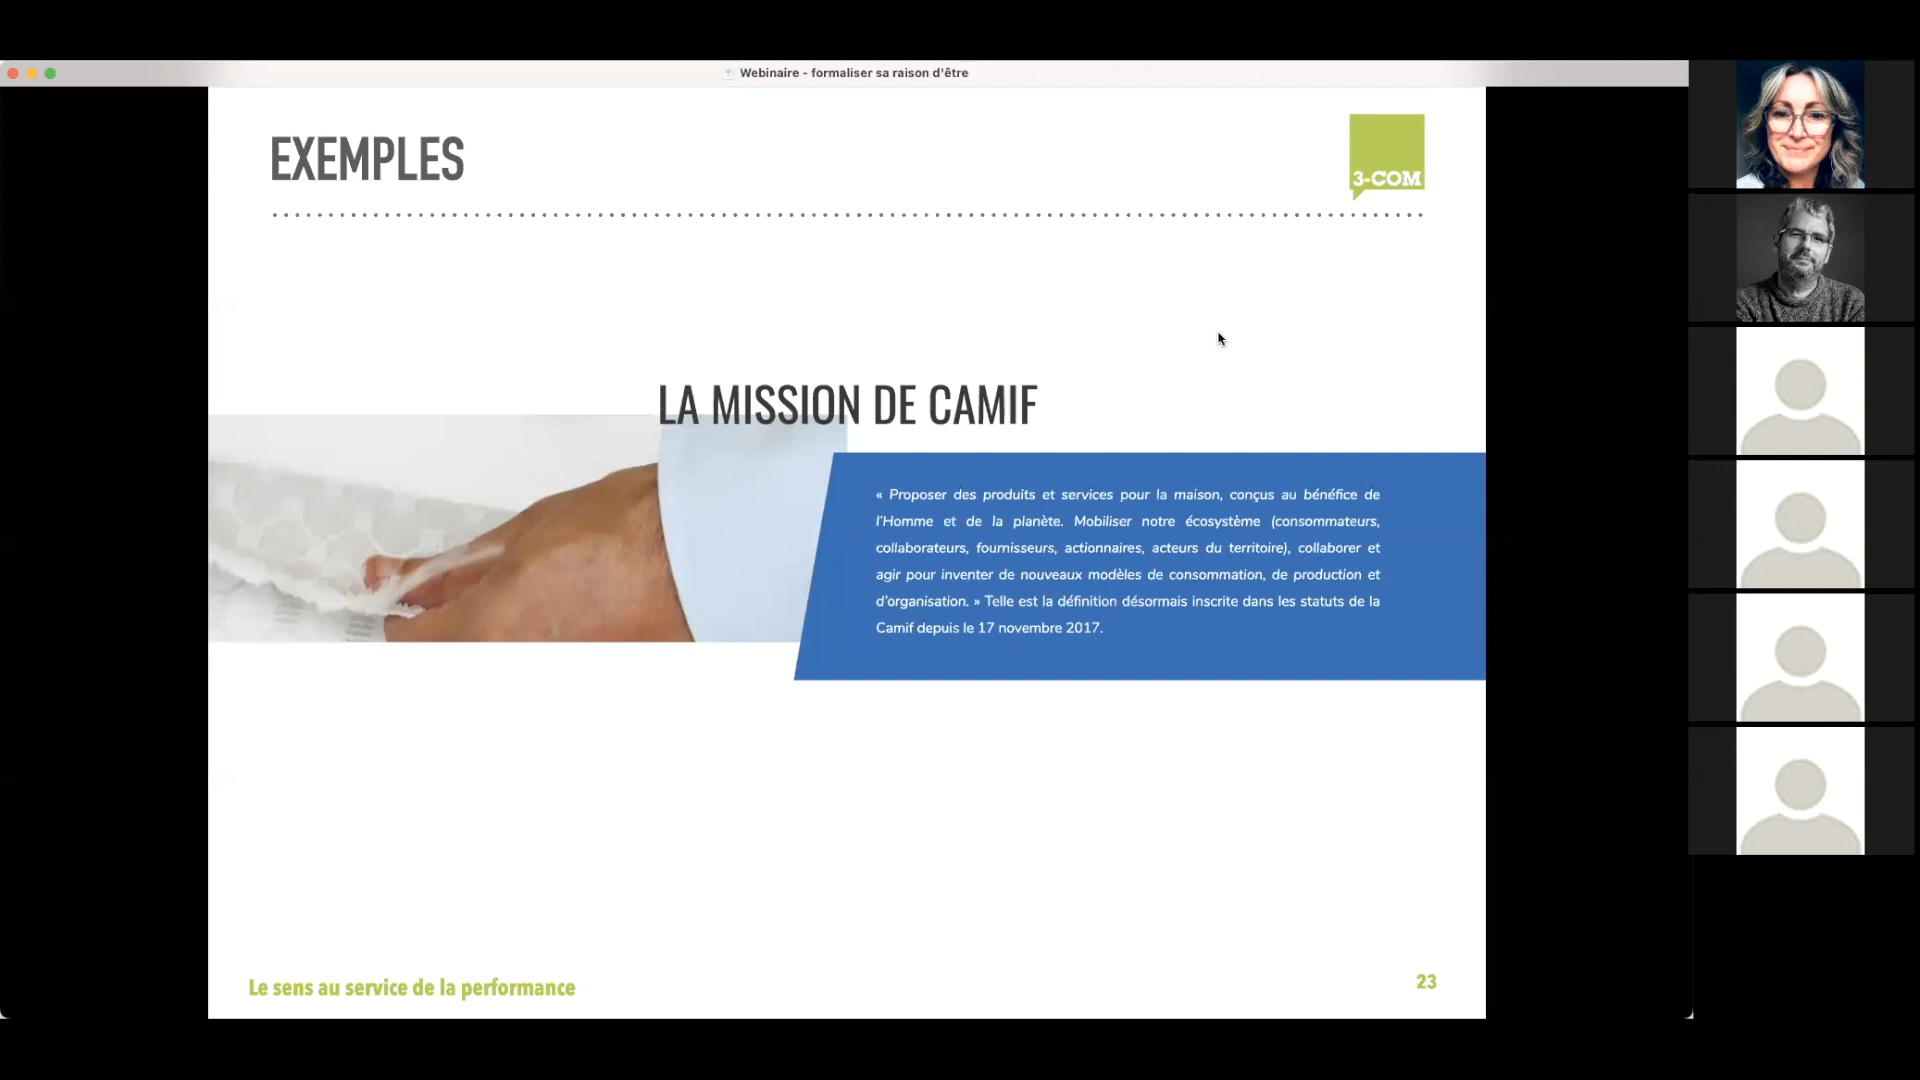 Webinaire - formaliser sa raison d'être
EXEMPLES
3-COM
LA MISSION DE CAMIF
« Proposer des produits et services pour la maison, conçus au bénéfice de
l'Homme et de la planète. Mobiliser notre écosystème (consommateurs,
collaborateurs, fournisseurs, actionnaires, acteurs du territoire), collaborer et
agir pour inventer de nouveaux modèles de consommation, de production et
d'organisation. » Telle est la définition désormais inscrite dans les statuts de la
Camif depuis le 17 novembre 2017.
Le sens au service de la performance
23